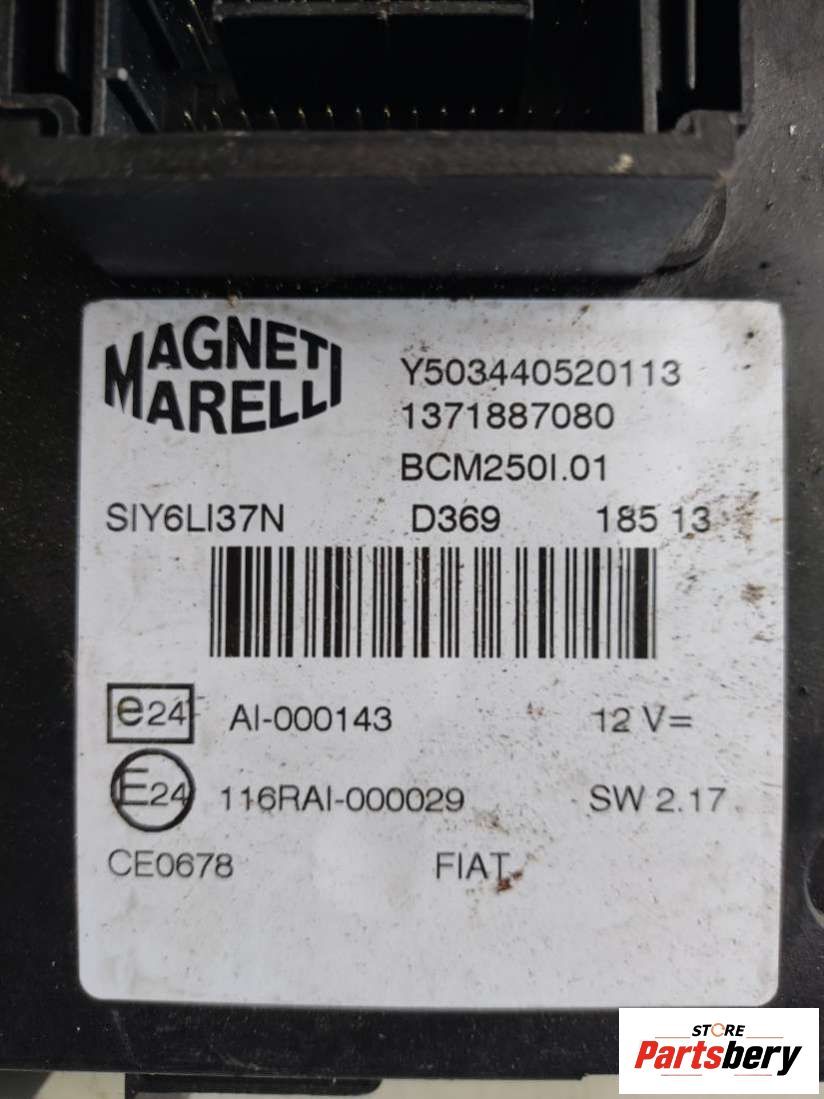 MAGNETI
MARELLI
Y503440520113
1371887080
BCM250I.01
SIY6LI37N D369 185 13
e24 AI-000143 12 V=
E24 116RAI-000029 SW 2.17
CE0678 FIAT
STORE
Partsbery